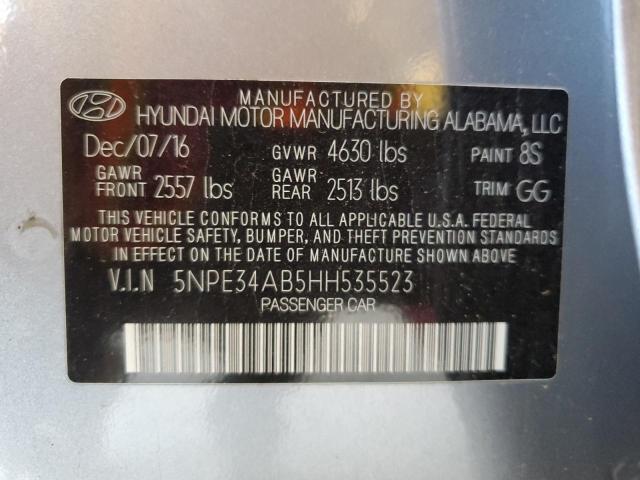 MANUFACTURED BY
HYUNDAI MOTOR MANUFACTURING ALABAMA, LLC
Dec/07/16 GVWR 4630 lbs PAINT 8S
GAWR FRONT 2557 lbs GAWR REAR 2513 lbs TRIM GG
THIS VEHICLE CONFORMS TO ALL APPLICABLE U.S.A. FEDERAL
MOTOR VEHICLE SAFETY, BUMPER, AND THEFT PREVENTION STANDARDS
IN EFFECT ON THE DATE OF MANUFACTURE SHOWN ABOVE
V.I.N 5NPE34AB5HH535523
PASSENGER CAR